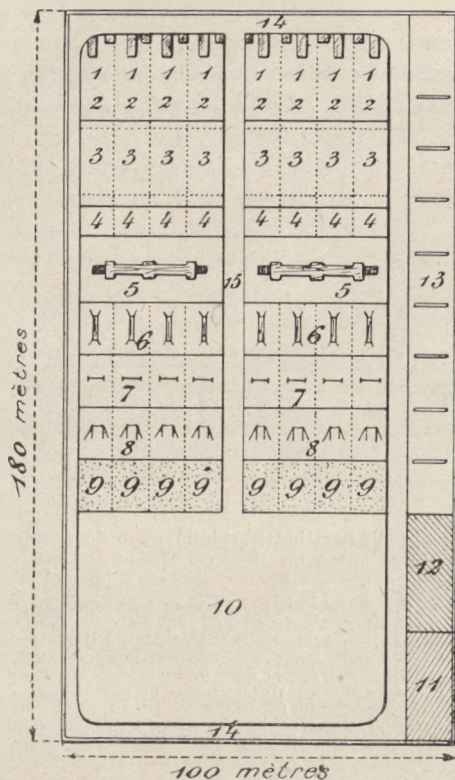 14
1 1 1 1 1 1 1 1
2 2 2 2 2 2 2 2
3 3 3 3 3 3 3 3
4 4 4 4 4 4 4 4
5 15 5 13
6 6
7 7
8 8
9 9 9 9 9 9 9 9
12
10
11
14
180 mètres
100 mètres